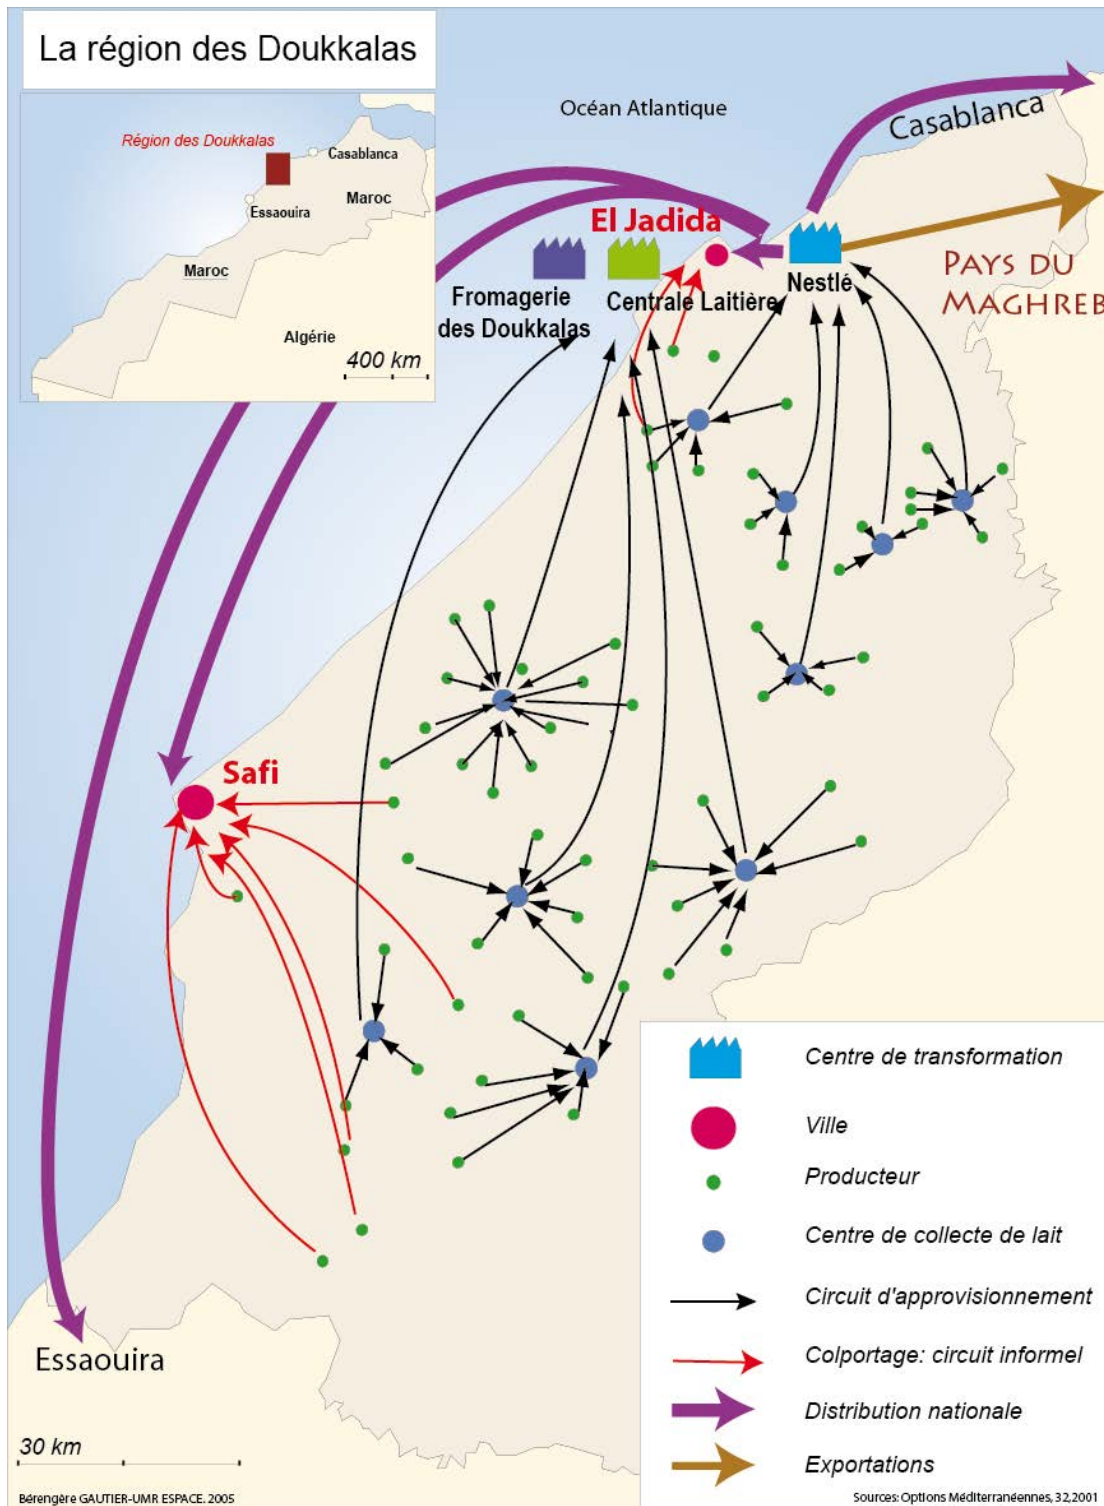 La région des Doukkalas
Région des Doukkalas
Casablanca
Essaouira
Maroc
Maroc
Algérie
400 km
Océan Atlantique
Casablanca
El Jadida
Fromagerie
des Doukkalas
Centrale Laitière
Nestlé
PAYS DU
MAGHREB
Safi
Essaouira
30 km
Centre de transformation
Ville
Producteur
Centre de collecte de lait
Circuit d'approvisionnement
Colportage: circuit informel
Distribution nationale
Exportations
Bérengère GAUTIER-UMR ESPACE. 2005
Sources: Options Méditerranéennes, 32,2001